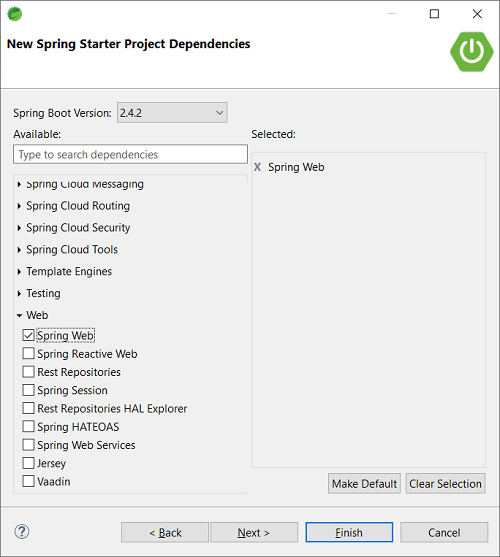 New Spring Starter Project Dependencies
Spring Boot Version: 2.4.2
Available:
Type to search dependencies
Spring Cloud Messaging
Spring Cloud Routing
Spring Cloud Security
Spring Cloud Tools
Template Engines
Testing
Web
Spring Web
Spring Reactive Web
Rest Repositories
Spring Session
Rest Repositories HAL Explorer
Spring HATEOAS
Spring Web Services
Jersey
Vaadin
Selected:
X Spring Web
Make Default
Clear Selection
?
< Back
Next >
Finish
Cancel